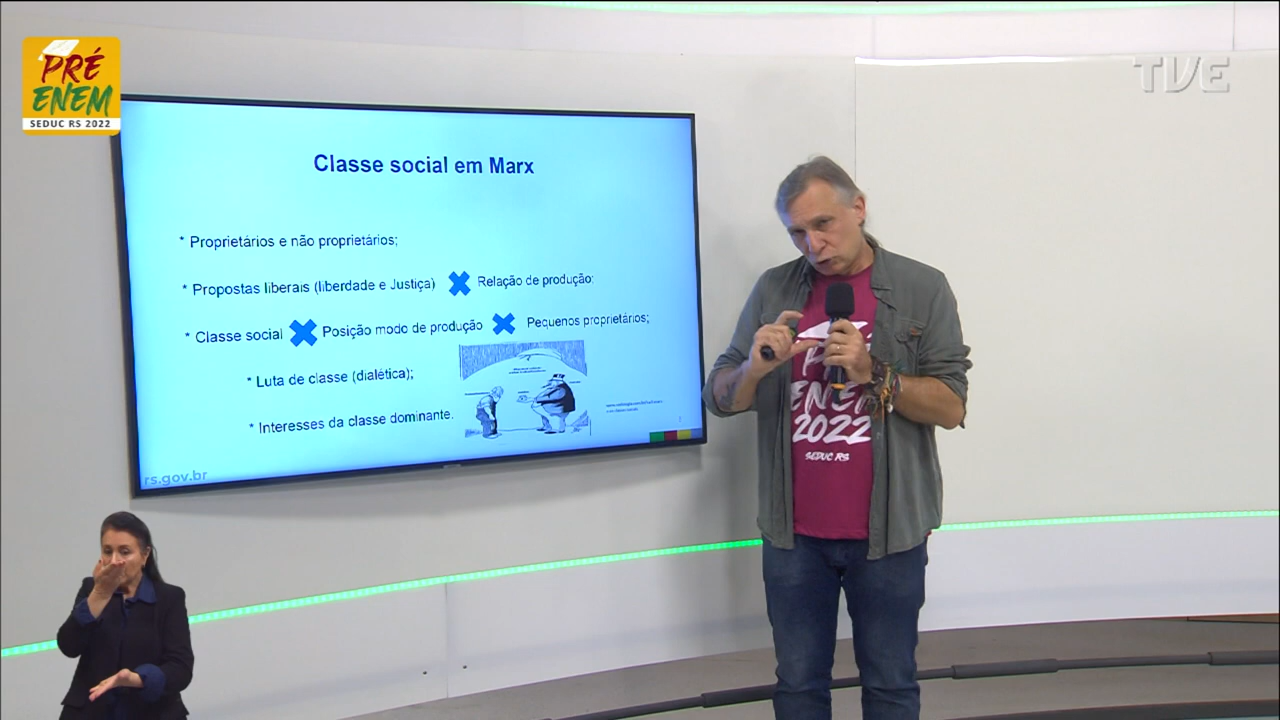 PRÉ
ENEM
SEDUC RS 2022
TVE
Classe social em Marx
* Proprietários e não proprietários;
* Propostas liberais (liberdade e Justiça) Relação de produção:
* Classe social Posição modo de produção Pequenos proprietários;
* Luta de classe (dialética);
* Interesses da classe dominante.
rs.gov.br
PRÉ
ENEM
2022
SEDUC RS